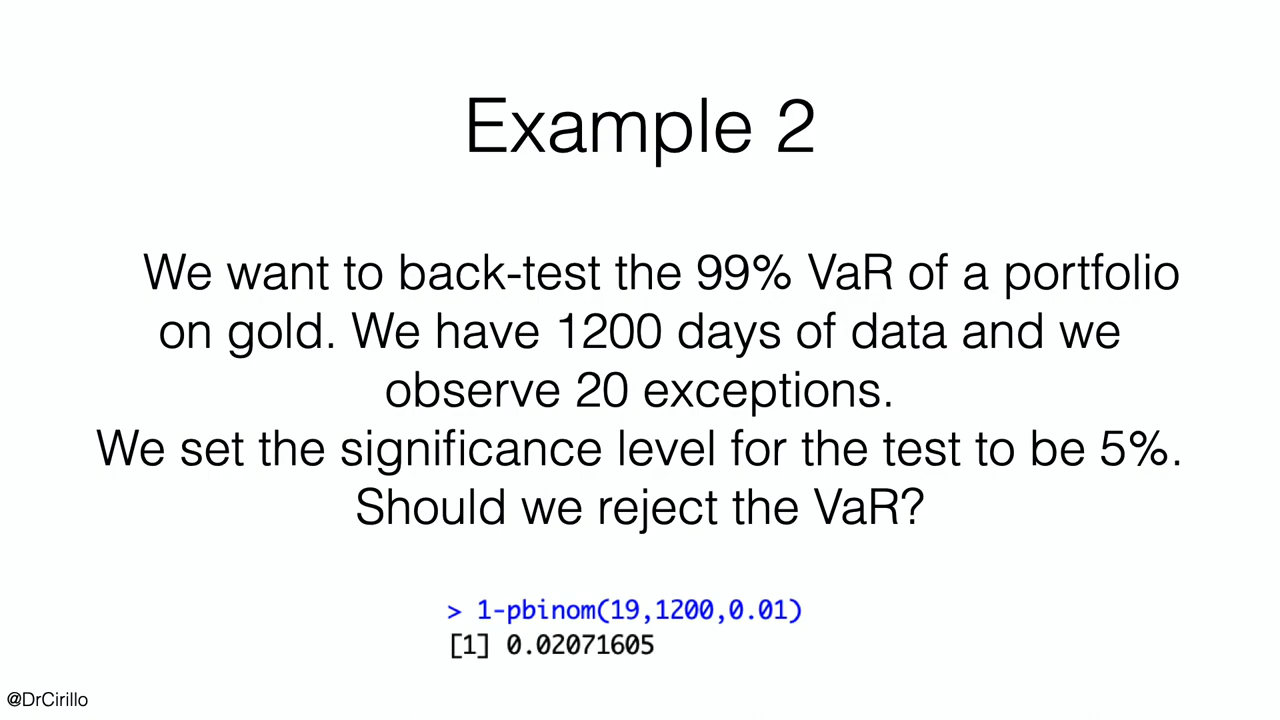 Example 2
We want to back-test the 99% VaR of a portfolio
on gold. We have 1200 days of data and we
observe 20 exceptions.
We set the significance level for the test to be 5%.
Should we reject the VaR?
> 1-pbinom(19,1200,0.01)
[1] 0.02071605
@DrCirillo